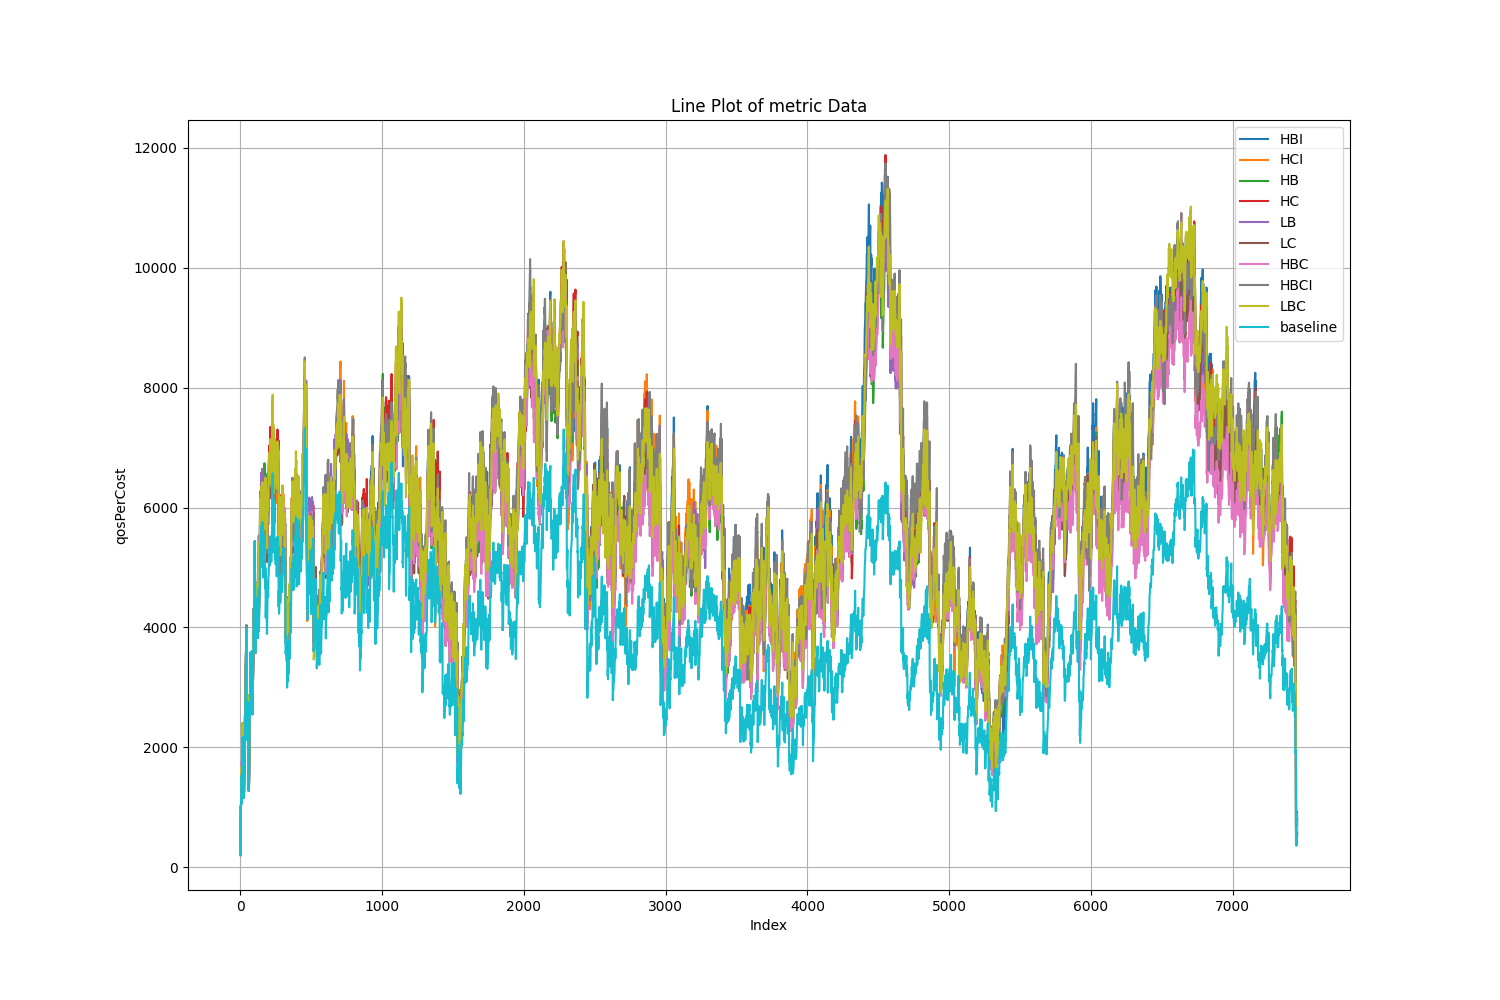 Line Plot of metric Data
12000
10000
8000
6000
4000
2000
0
qosPerCost
0 1000 2000 3000 4000 5000 6000 7000
Index
HBI
HCI
HB
HC
LB
LC
HBC
HBCI
LBC
baseline